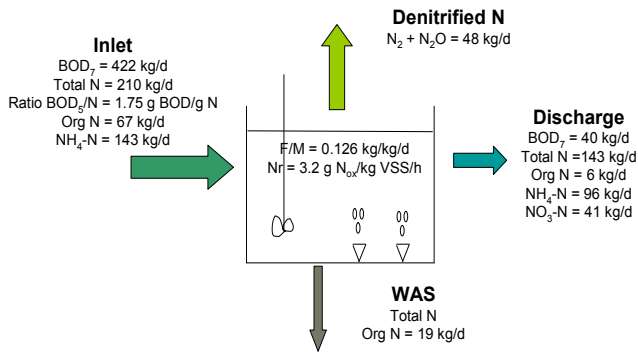 Denitrified N
N₂ + N₂O = 48 kg/d
Inlet
BOD₇ = 422 kg/d
Total N = 210 kg/d
Ratio BOD₅/N = 1.75 g BOD/g N
Org N = 67 kg/d
NH₄-N = 143 kg/d
F/M = 0.126 kg/kg/d
Nr = 3.2 g Nₒₓ/kg VSS/h
Discharge
BOD₇ = 40 kg/d
Total N =143 kg/d
Org N = 6 kg/d
NH₄-N = 96 kg/d
NO₃-N = 41 kg/d
WAS
Total N
Org N = 19 kg/d